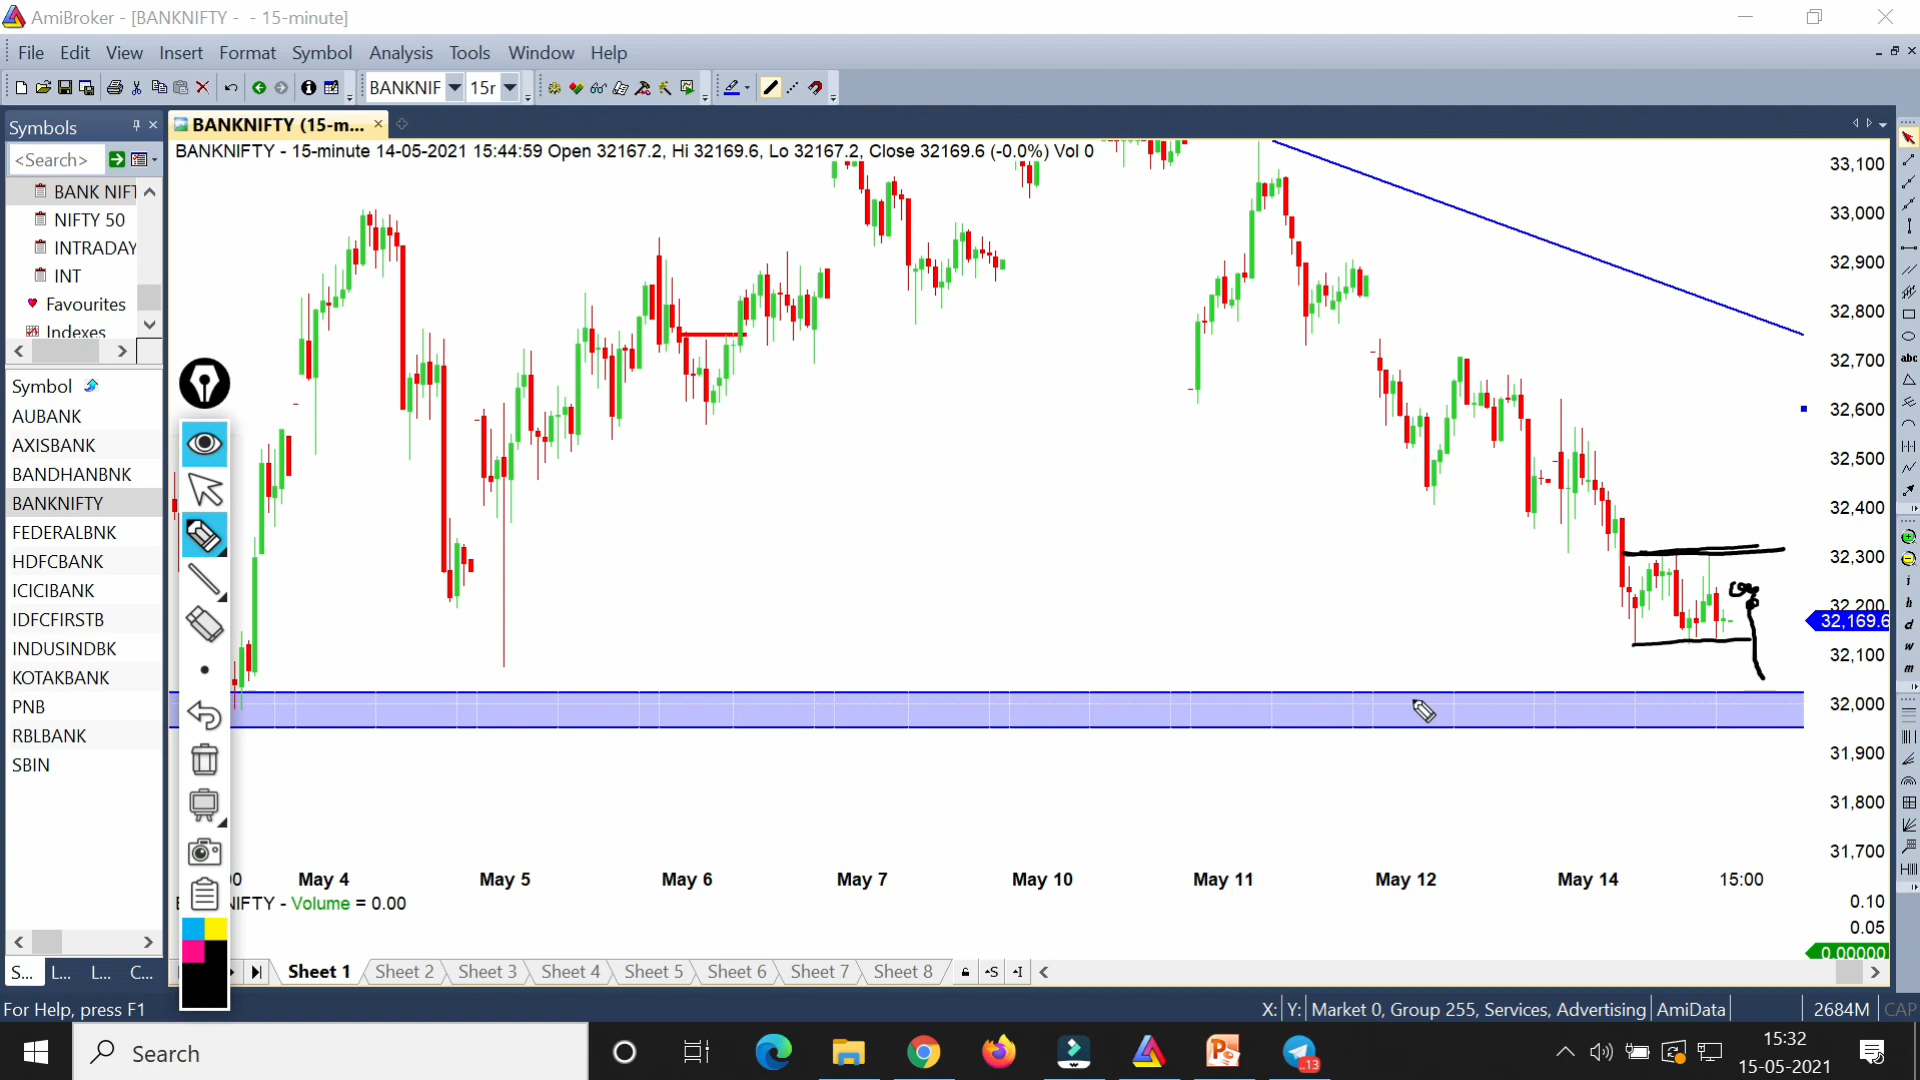 AmiBroker - [BANKNIFTY - - 15-minute]
File Edit View Insert Format Symbol Analysis Tools Window Help
BANKNIF 15r
Symbols
BANKNIFTY (15-m...
<Search>
BANKNIFTY - 15-minute 14-05-2021 15:44:59 Open 32167.2, Hi 32169.6, Lo 32167.2, Close 32169.6 (-0.0%) Vol 0
BANK NIFT
NIFTY 50
INTRADAY
INT
Favourites
Indexes
Symbol
AUBANK
AXISBANK
BANDHANBNK
BANKNIFTY
FEDERALBNK
HDFCBANK
ICICIBANK
IDFCFIRSTB
INDUSINDBK
KOTAKBANK
PNB
RBLBANK
SBIN
33,100
33,000
32,900
32,800
32,700
32,600
32,500
32,400
32,300
32,200
32,169.6
32,100
32,000
31,900
31,800
31,700
abc
i
h
d
w
m
May 4 May 5 May 6 May 7 May 10 May 11 May 12 May 14 15:00
NIFTY - Volume = 0.00
0.10
0.05
0.00000
S... L... L... C...
Sheet 1 Sheet 2 Sheet 3 Sheet 4 Sheet 5 Sheet 6 Sheet 7 Sheet 8
For Help, press F1
X: Y: Market 0, Group 255, Services, Advertising AmiData 2684M CAP
Search
13
15:32
15-05-2021